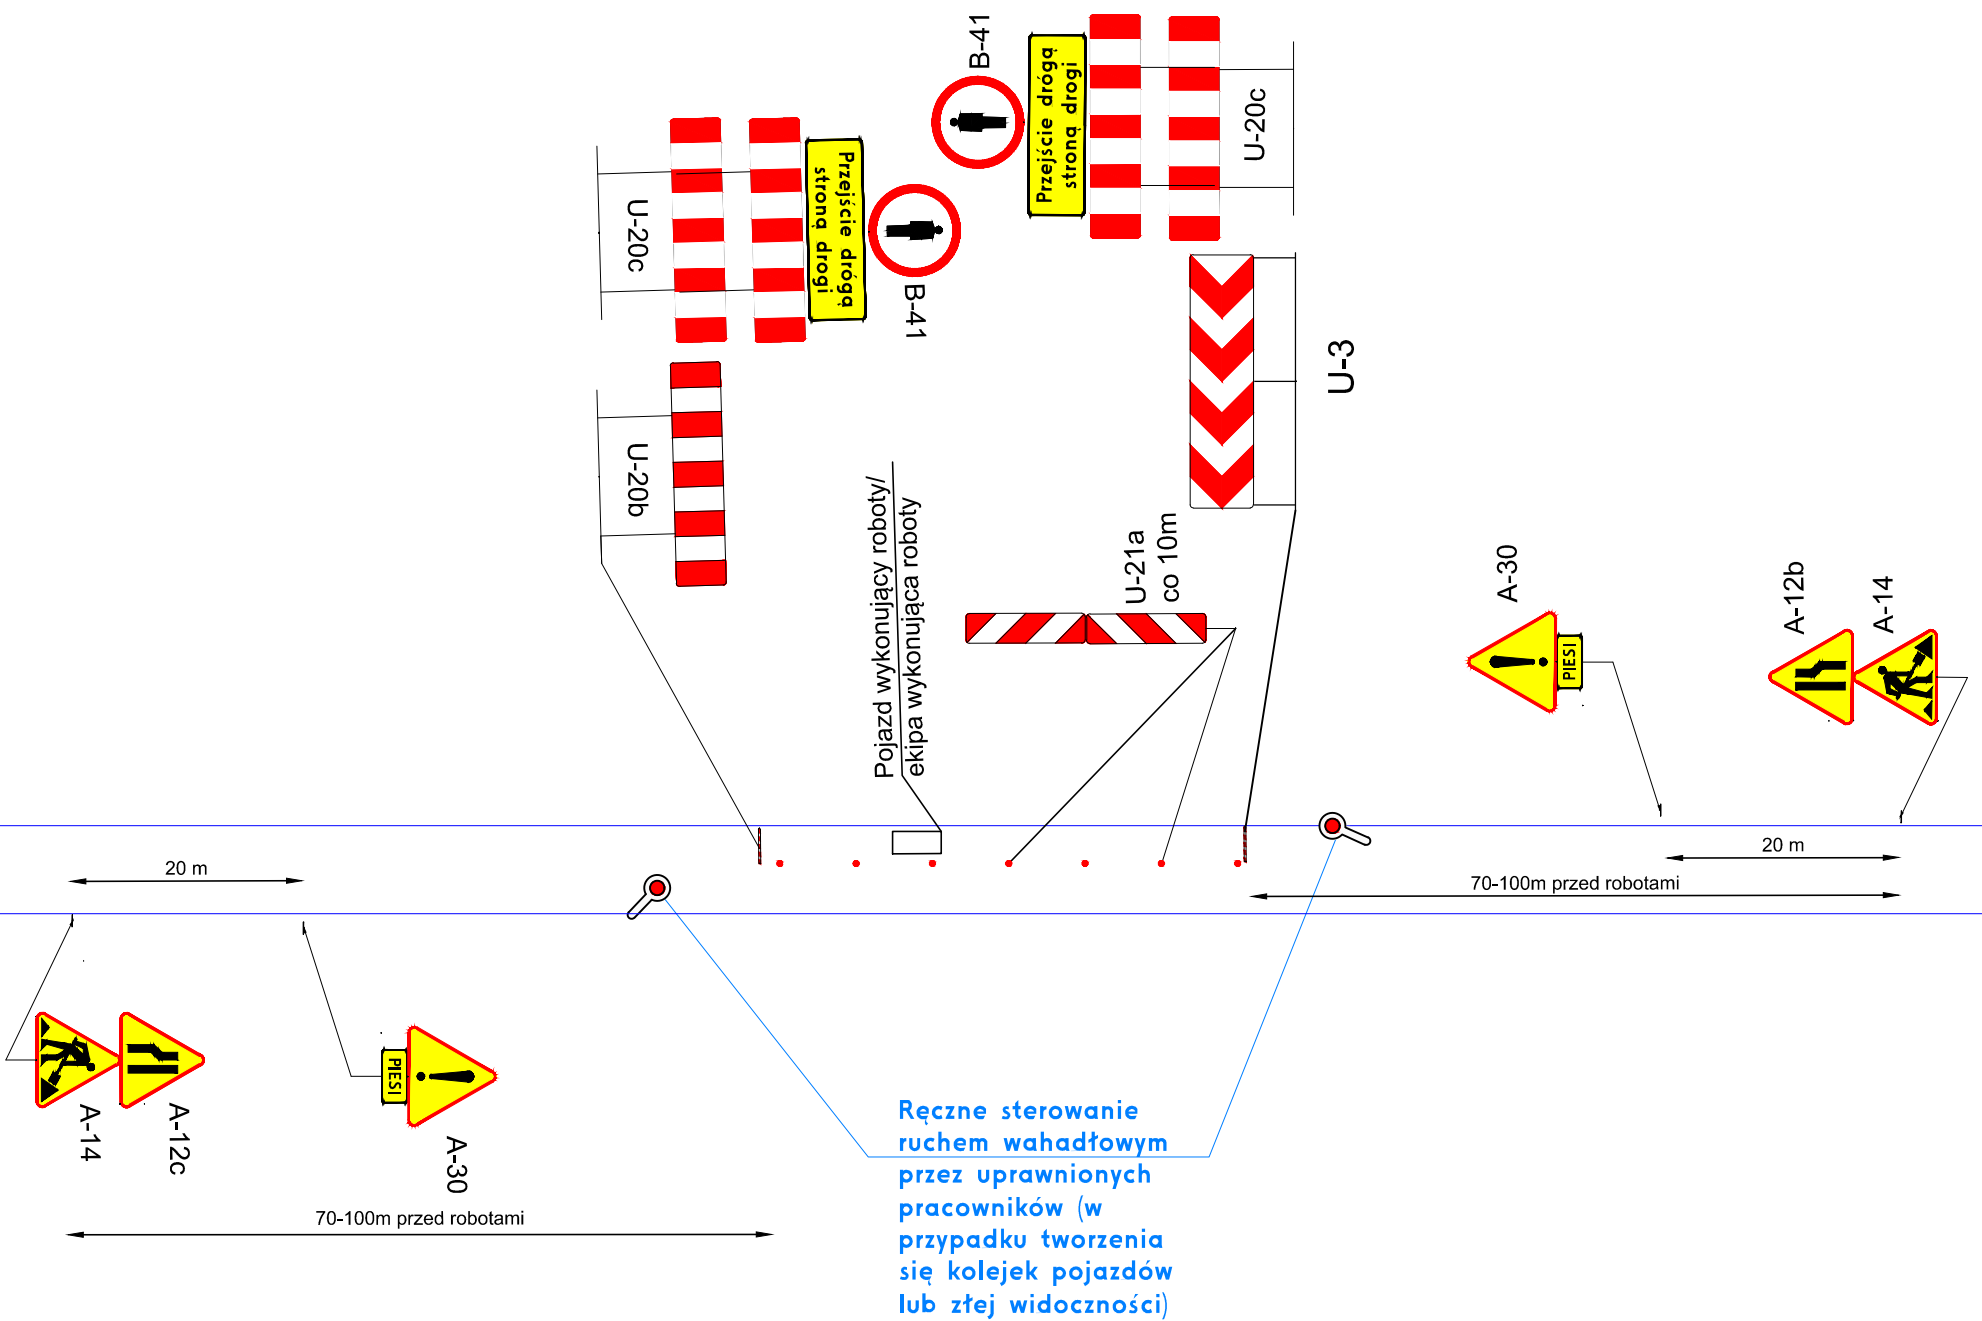 B-41
Przejście drógą
stroną drogi
U-20c
Przejście drógą
stroną drogi
U-20c
B-41
U-3
U-20b
Pojazd wykonujący roboty/
ekipa wykonująca roboty
U-21a
co 10m
A-30
PIESI
A-12b
A-14
20 m
20 m
70-100m przed robotami
PIESI
A-14
A-12c
A-30
70-100m przed robotami
Ręczne sterowanie
ruchem wahadłowym
przez uprawnionych
pracowników (w
przypadku tworzenia
się kolejek pojazdów
lub złej widoczności)